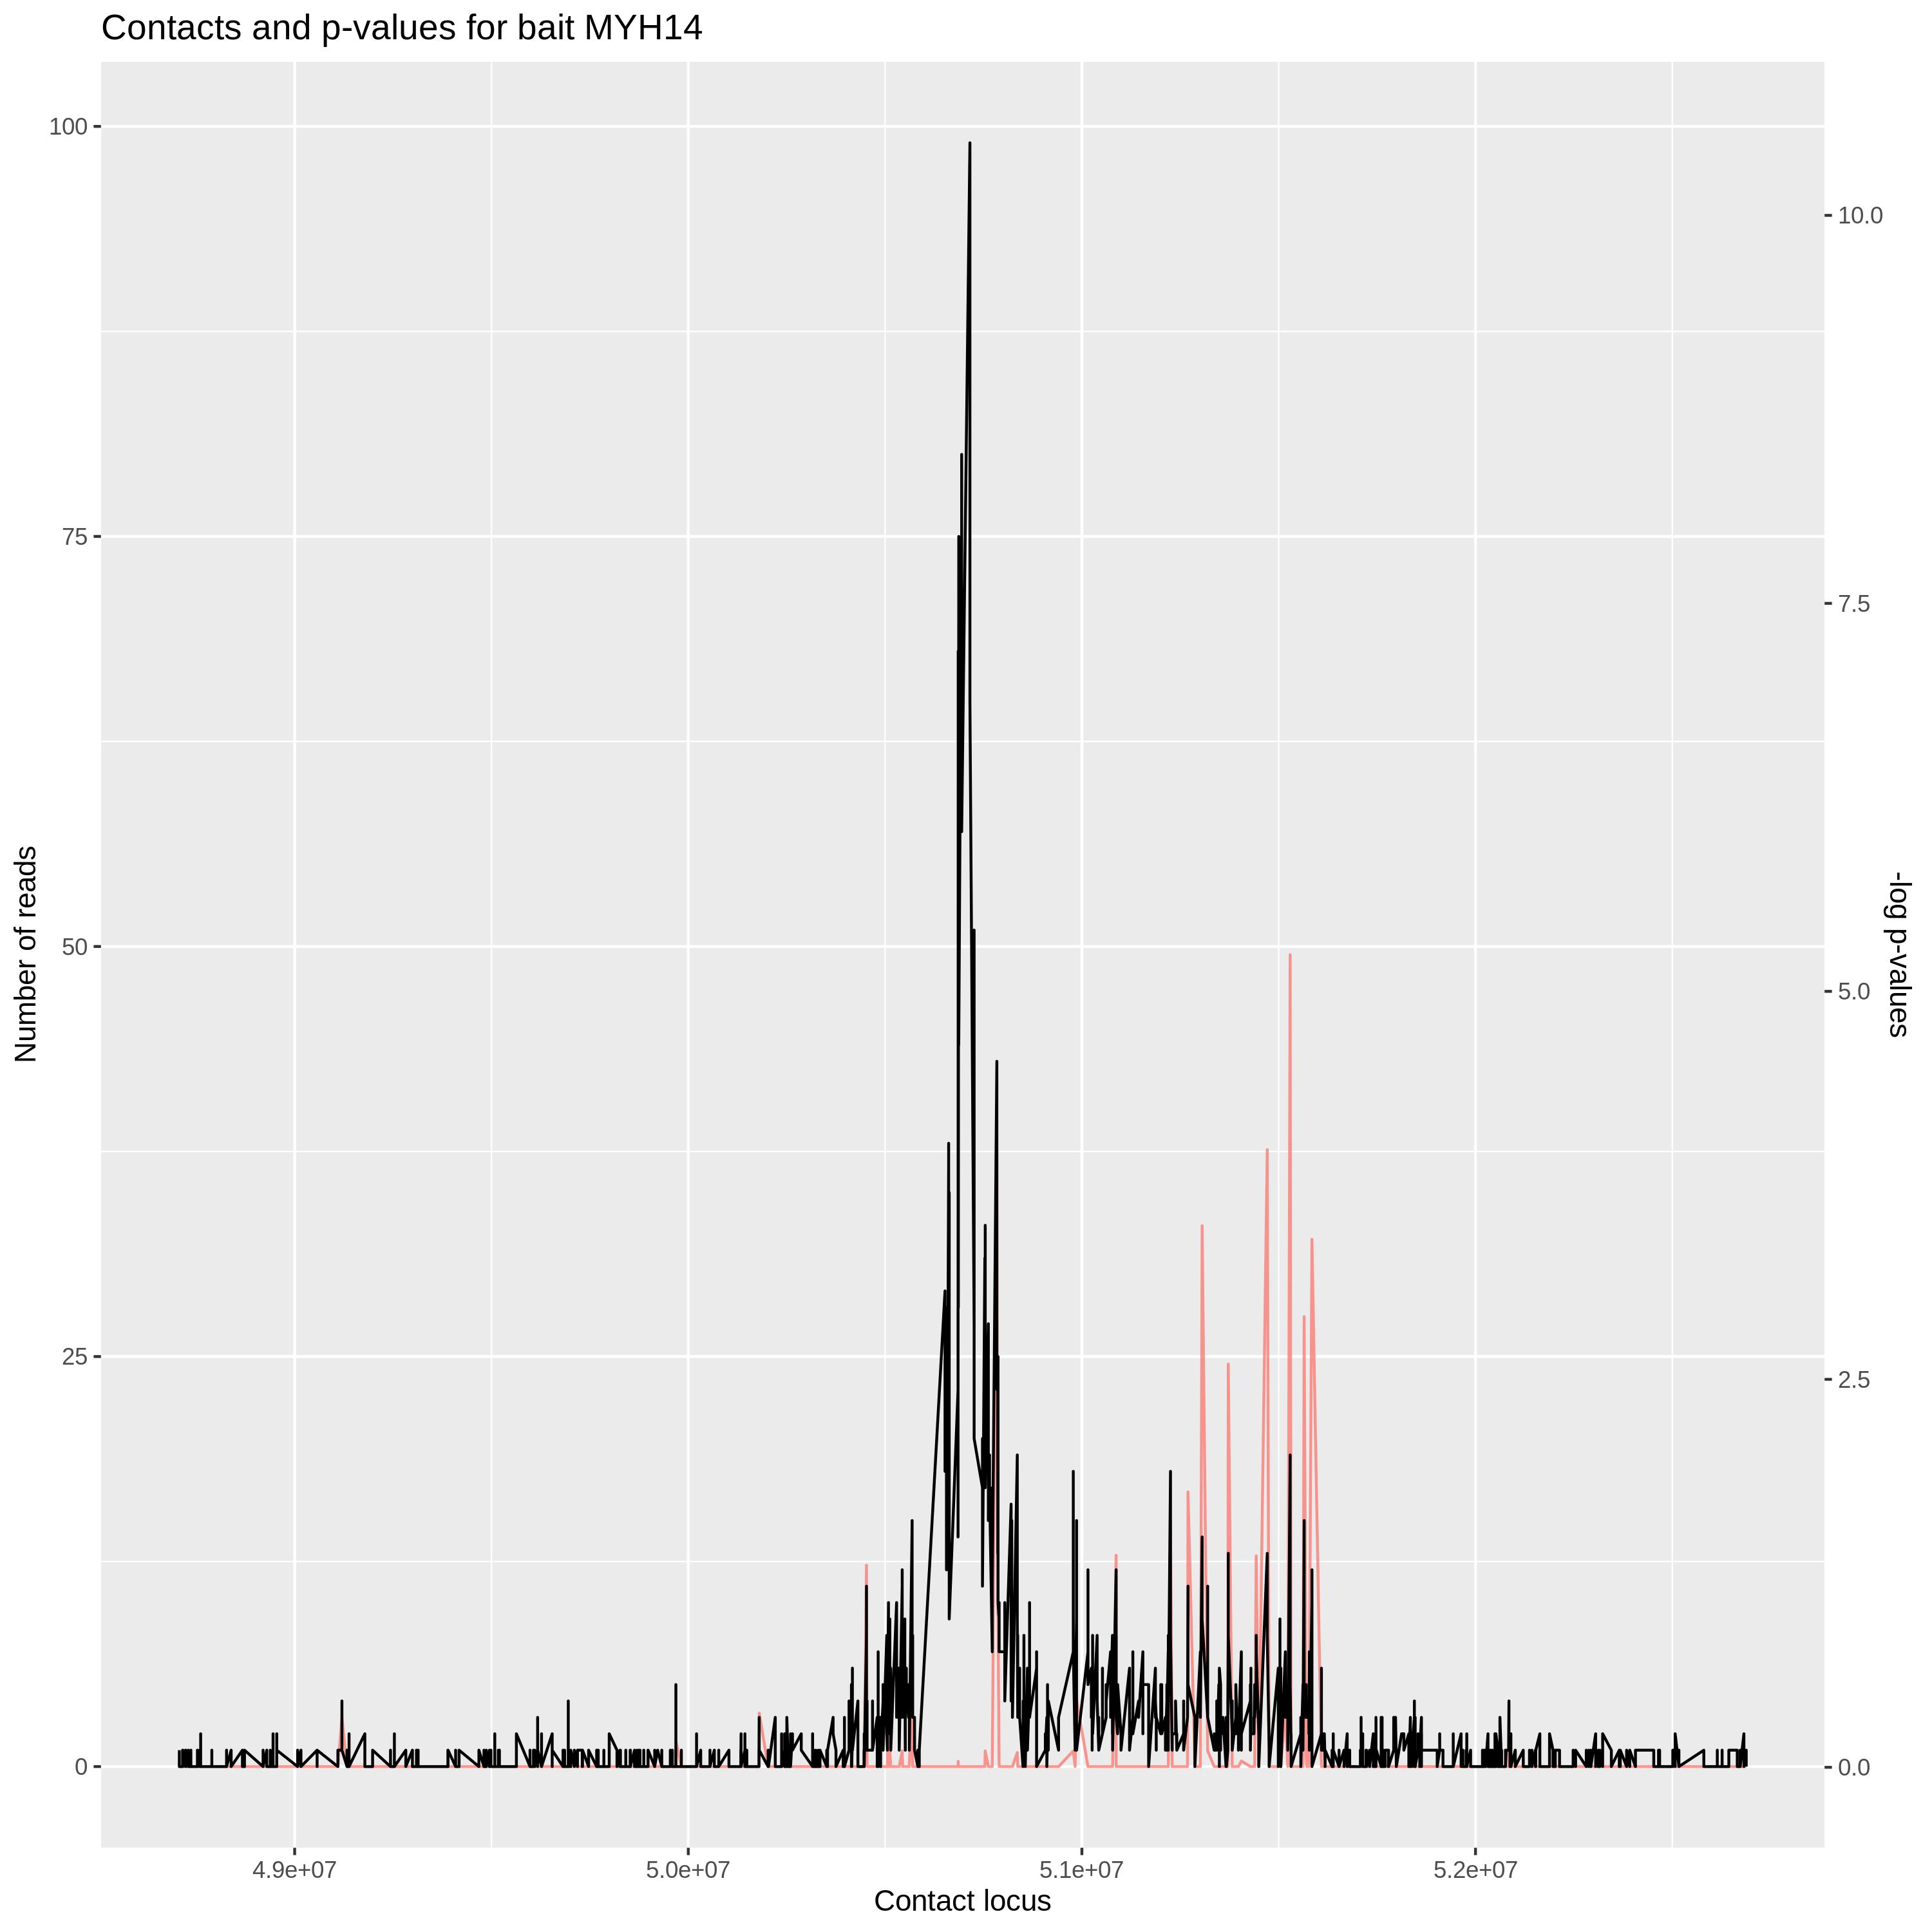 Contacts and p-values for bait MYH14
100
75
50
25
0
Number of reads
10.0
7.5
5.0
2.5
0.0
-log p-values
4.9e+07
5.0e+07
5.1e+07
5.2e+07
Contact locus